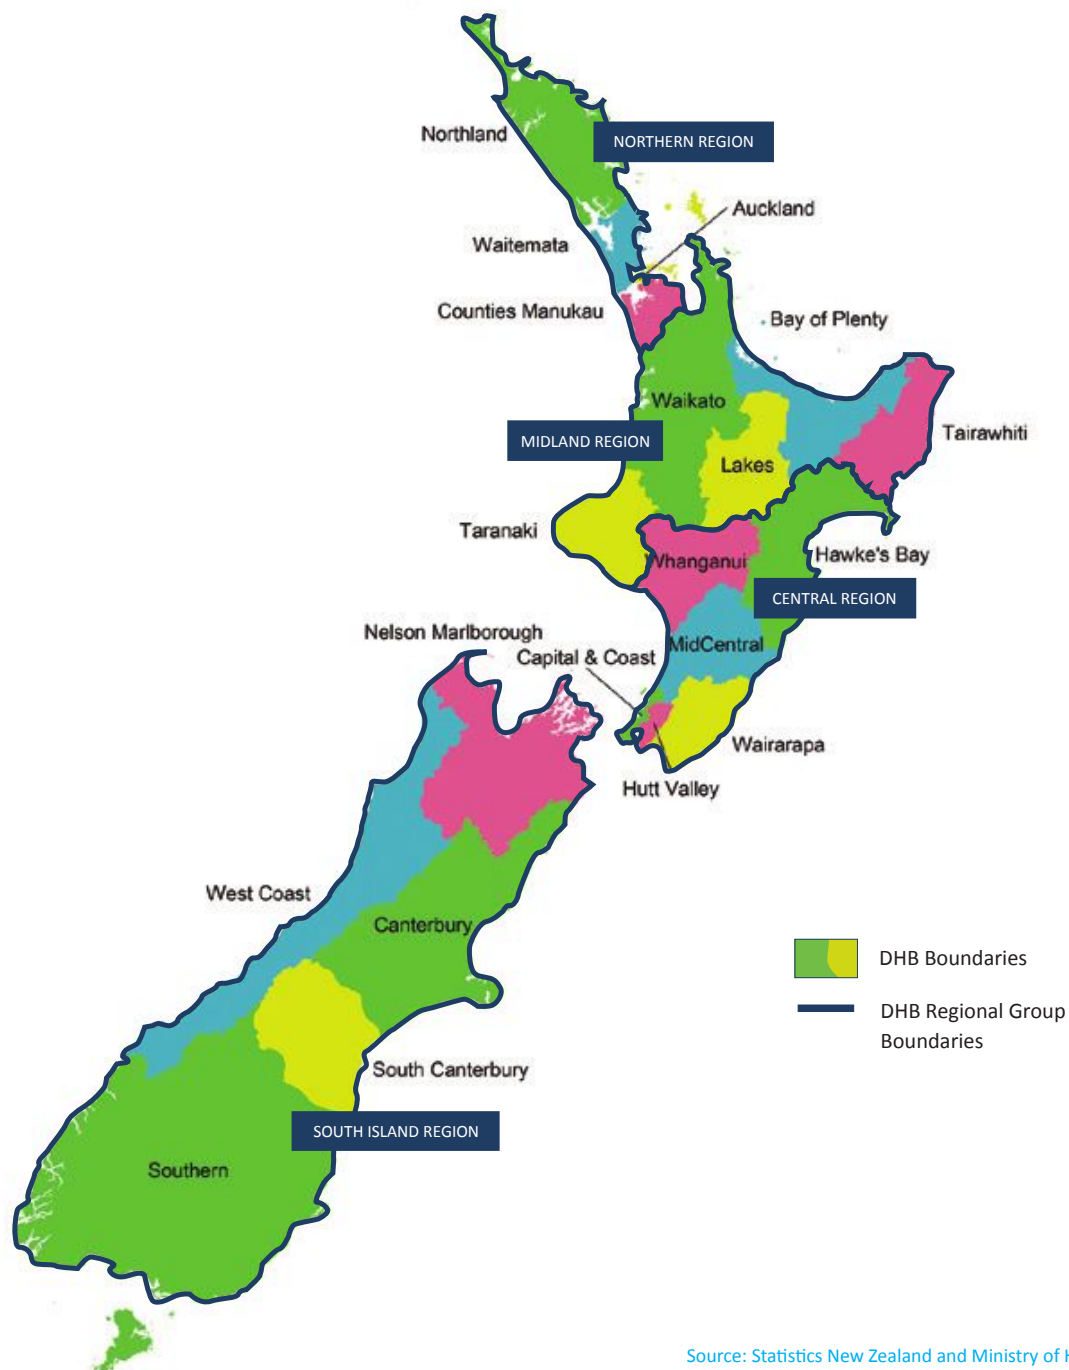 Northland
NORTHERN REGION
Auckland
Waitemata
Counties Manukau
Bay of Plenty
Waikato
MIDLAND REGION
Tairawhiti
Lakes
Taranaki
Hawke's Bay
Whanganui
CENTRAL REGION
Nelson Marlborough
MidCentral
Capital & Coast
Wairarapa
Hutt Valley
West Coast
Canterbury
DHB Boundaries
DHB Regional Group
Boundaries
South Canterbury
SOUTH ISLAND REGION
Southern
Source: Statistics New Zealand and Ministry of